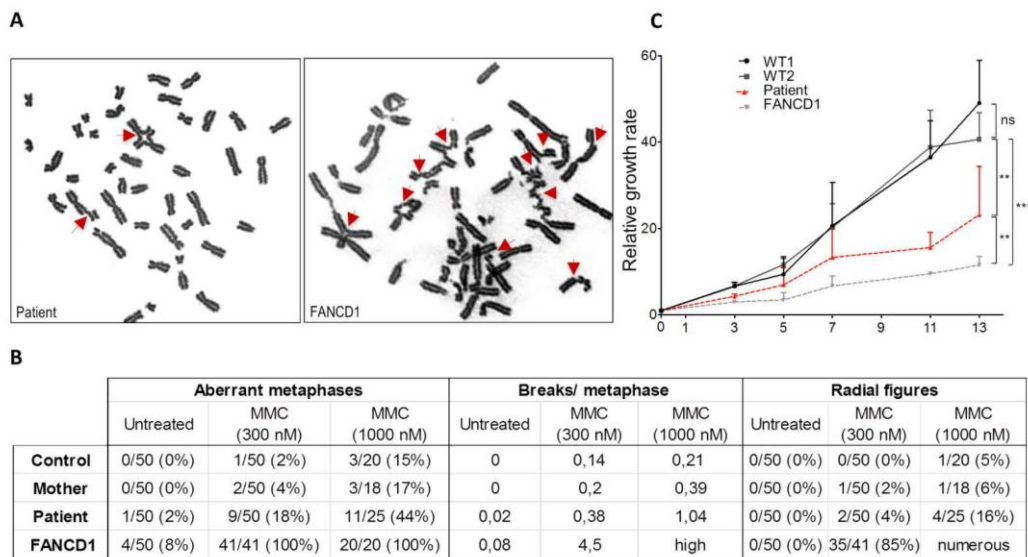 A
C
Patient
FANCD1
WT1
WT2
Patient
FANCD1
Relative growth rate
60
40
20
0
0 1 3 5 7 9 11 13
ns
**
**
B
Aberrant metaphases Breaks/ metaphase Radial figures
Untreated MMC (300 nM) MMC (1000 nM) Untreated MMC (300 nM) MMC (1000 nM) Untreated MMC (300 nM) MMC (1000 nM)
Control 0/50 (0%) 1/50 (2%) 3/20 (15%) 0 0,14 0,21 0/50 (0%) 0/50 (0%) 1/20 (5%)
Mother 0/50 (0%) 2/50 (4%) 3/18 (17%) 0 0,2 0,39 0/50 (0%) 1/50 (2%) 1/18 (6%)
Patient 1/50 (2%) 9/50 (18%) 11/25 (44%) 0,02 0,38 1,04 0/50 (0%) 2/50 (4%) 4/25 (16%)
FANCD1 4/50 (8%) 41/41 (100%) 20/20 (100%) 0,08 4,5 high 0/50 (0%) 35/41 (85%) numerous